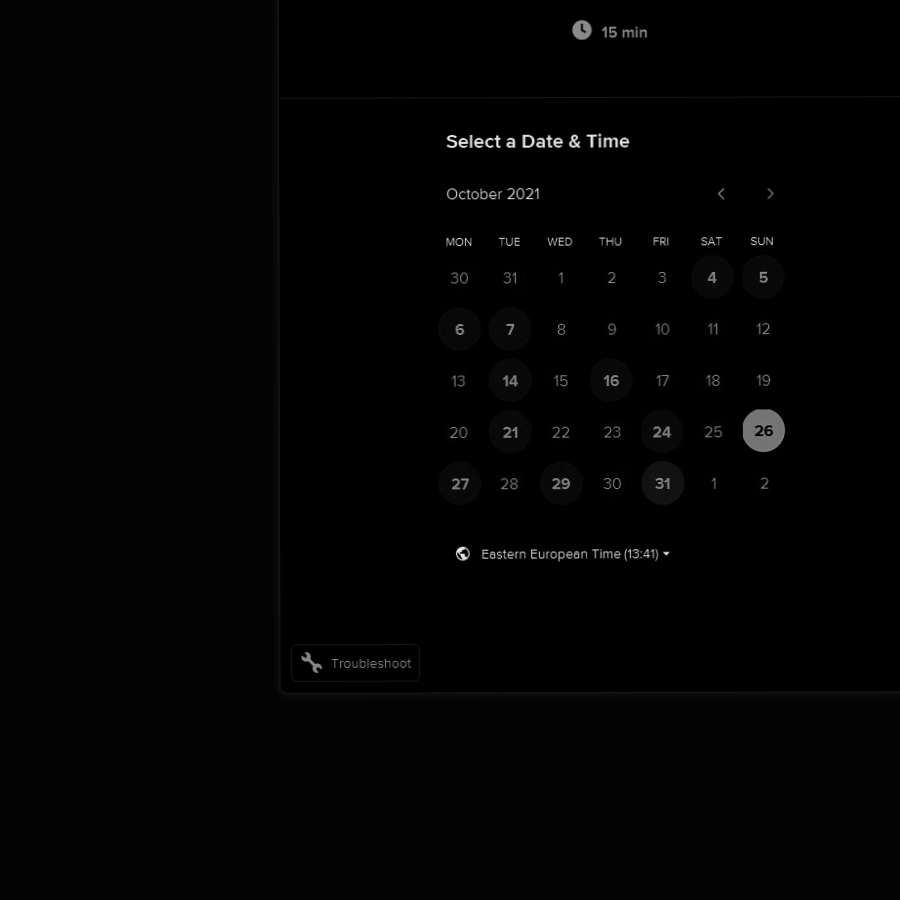 15 min
Select a Date & Time
October 2021
MON TUE WED THU FRI SAT SUN
30 31 1 2 3 4 5
6 7 8 9 10 11 12
13 14 15 16 17 18 19
20 21 22 23 24 25 26
27 28 29 30 31 1 2
Eastern European Time (13:41)
Troubleshoot